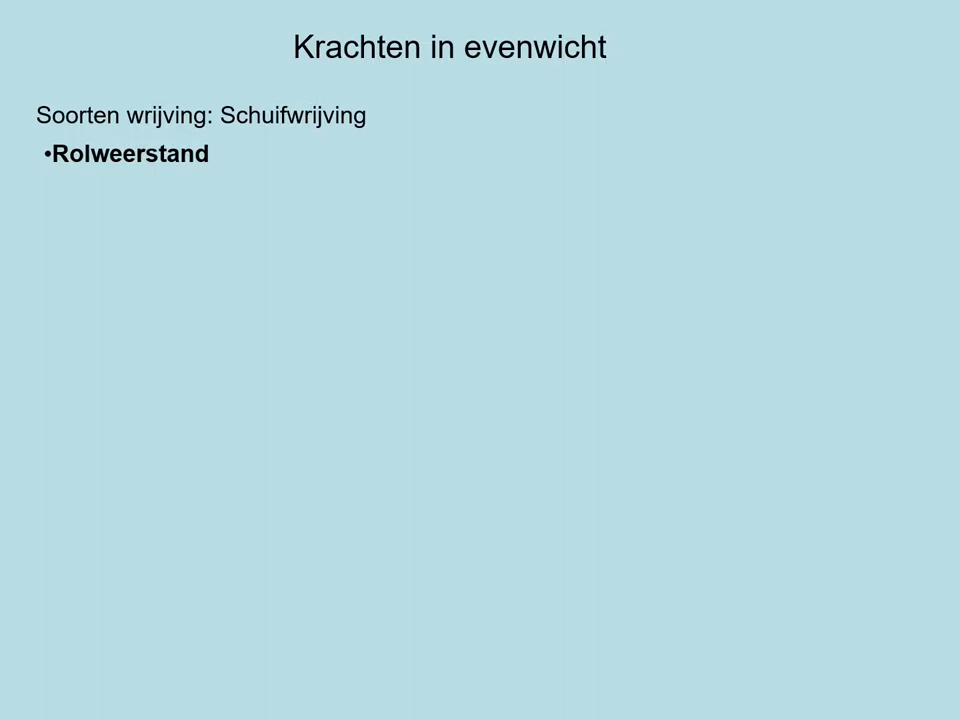 Krachten in evenwicht
Soorten wrijving: Schuifwrijving
•Rolweerstand